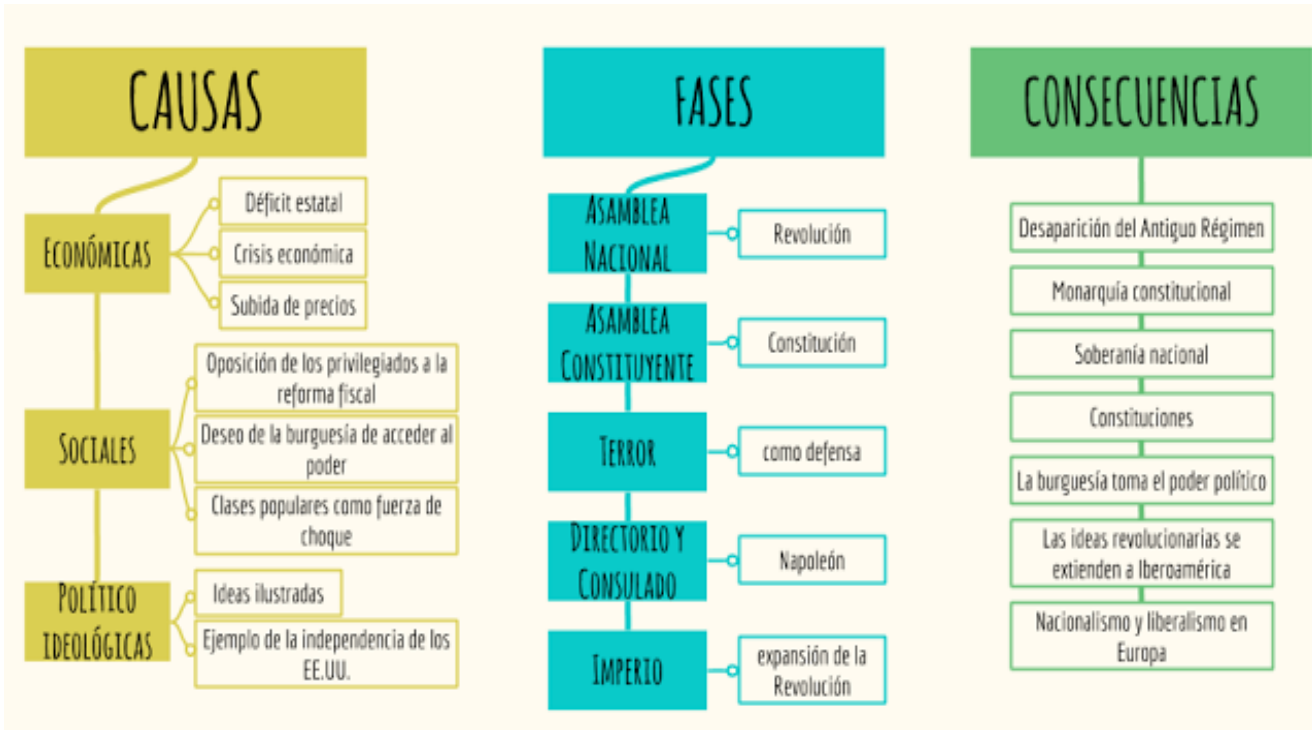 CAUSAS
ECONÓMICAS
Déficit estatal
Crisis económica
Subida de precios
SOCIALES
Oposición de los privilegiados a la
reforma fiscal
Deseo de la burguesía de acceder al
poder
Clases populares como fuerza de
choque
POLÍTICO
IDEOLÓGICAS
Ideas ilustradas
Ejemplo de la independencia de los
EE.UU.
FASES
ASAMBLEA
NACIONAL
Revolución
ASAMBLEA
CONSTITUYENTE
Constitución
TERROR
como defensa
DIRECTORIO Y
CONSULADO
Napoleón
IMPERIO
expansión de la
Revolución
CONSECUENCIAS
Desaparición del Antiguo Régimen
Monarquía constitucional
Soberanía nacional
Constituciones
La burguesía toma el poder político
Las ideas revolucionarias se
extienden a Iberoamérica
Nacionalismo y liberalismo en
Europa